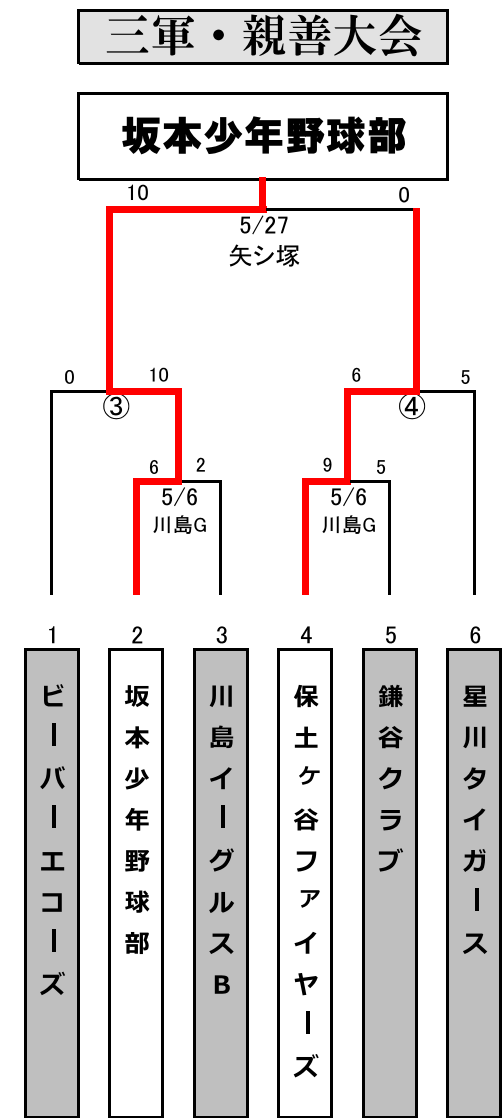 三軍・親善大会
坂本少年野球部
10 0
5/27
矢シ塚
0 10 6 5
③ ④
6 2 9 5
5/6 5/6
川島G 川島G
1 2 3 4 5 6
ビーバーエコーズ
坂本少年野球部
川島イーグルスB
保土ケ谷ファイヤーズ
鎌谷クラブ
星川タイガース